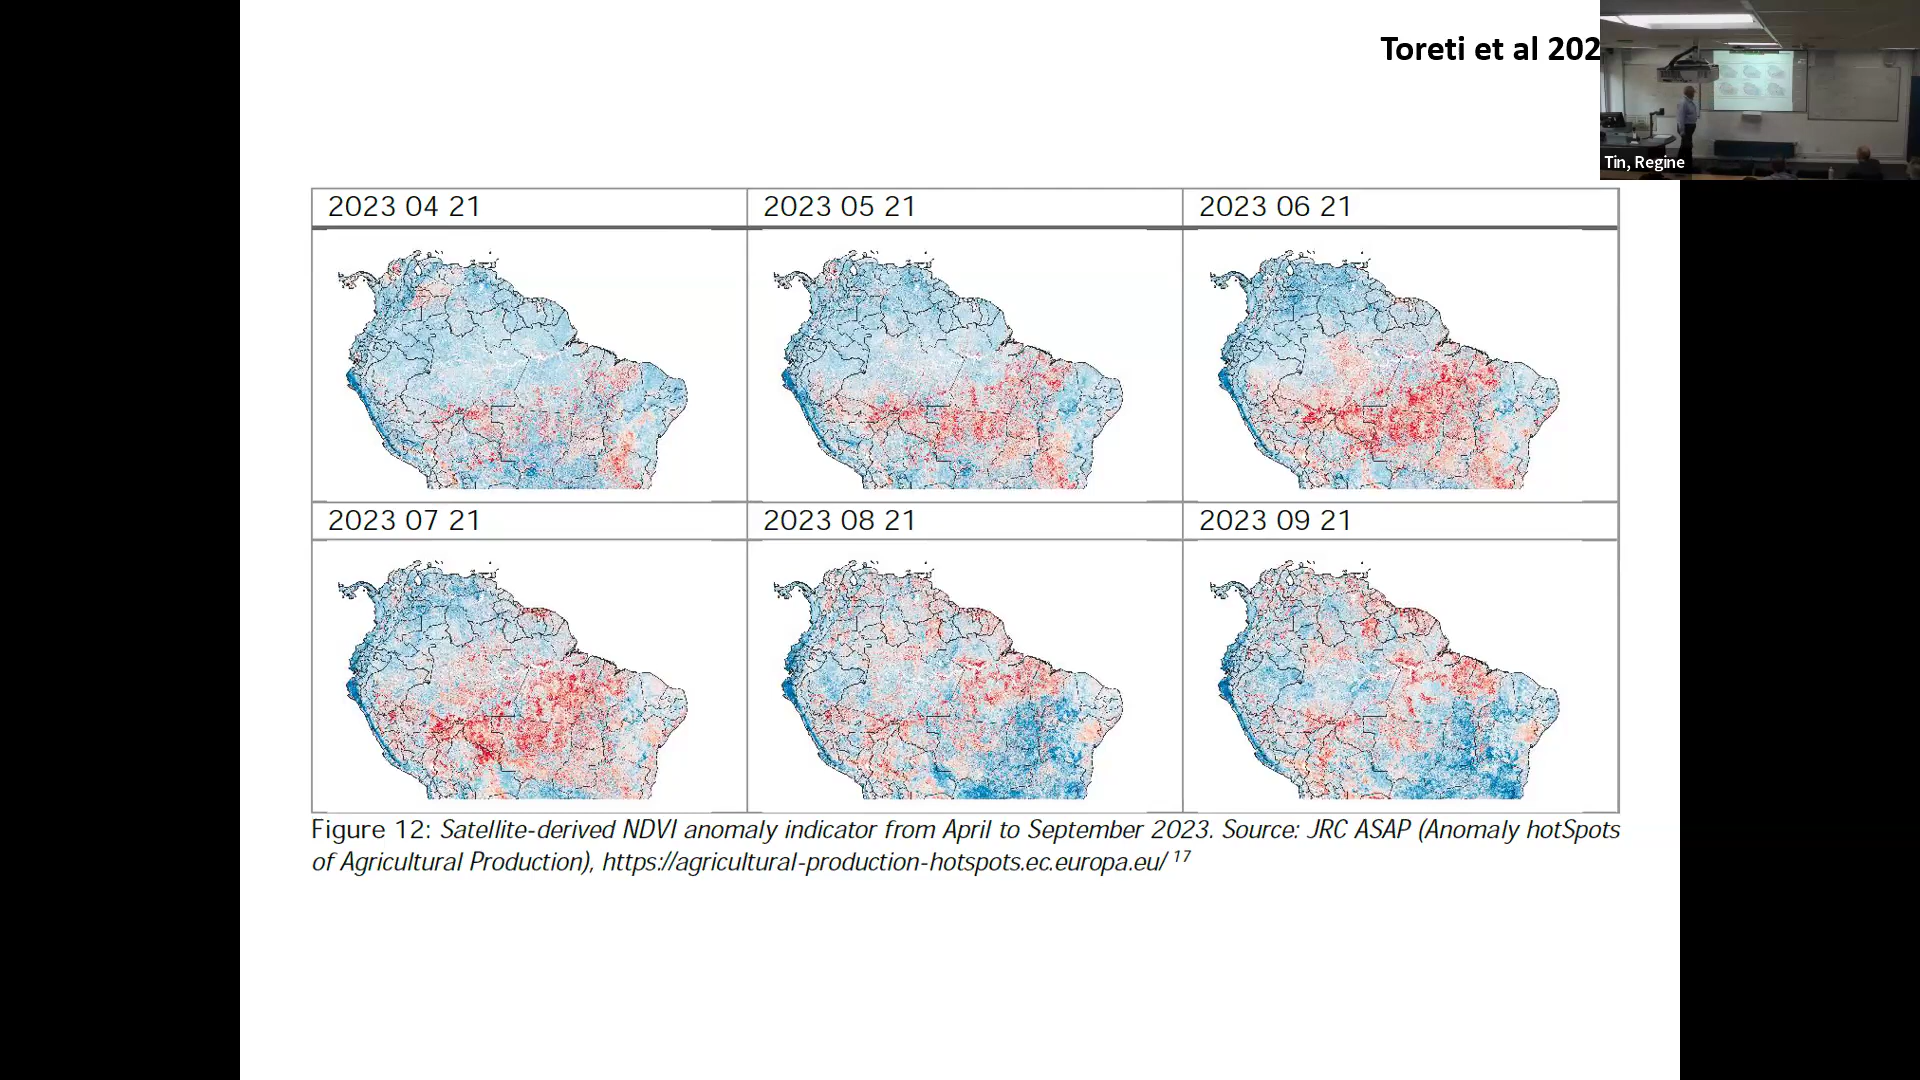 Toreti et al 202
Tin, Regine
2023 04 21
2023 05 21
2023 06 21
2023 07 21
2023 08 21
2023 09 21
Figure 12: Satellite-derived NDVI anomaly indicator from April to September 2023. Source: JRC ASAP (Anomaly hotSpots
of Agricultural Production), https://agricultural-production-hotspots.ec.europa.eu/ 17